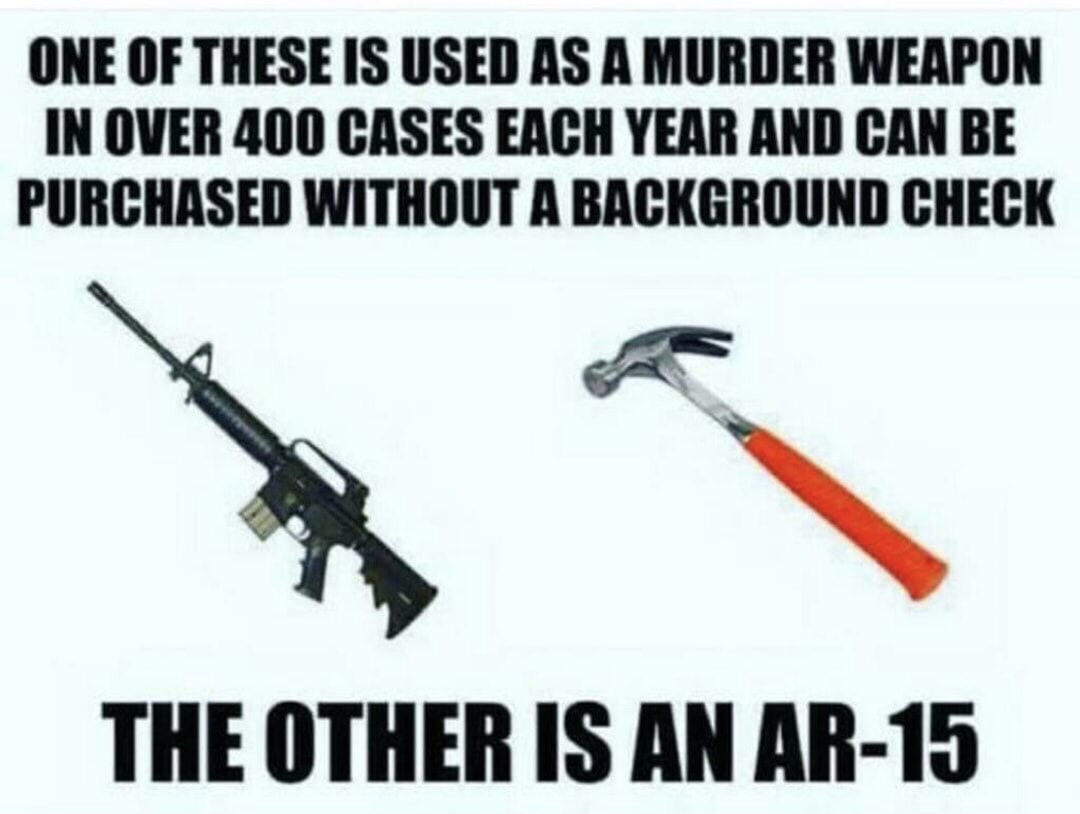 ONE OF THESE IS USED AS A MURDER WEAPON
IN OVER 400 CASES EACH YEAR AND CAN BE
PURCHASED WITHOUT A BACKGROUND CHECK
THE OTHER IS AN AR-15